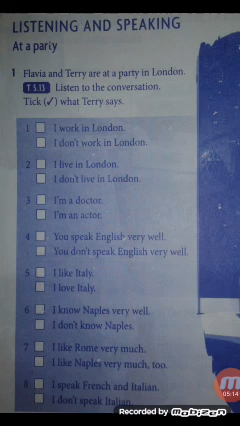 LISTENING AND SPEAKING
At a party
1 Flavia and Terry are at a party in London.
T 5.13 Listen to the conversation.
Tick (✓) what Terry says.
1 I work in London.
I don't work in London.
2 I live in London.
I don't live in London.
3 I'm a doctor.
I'm an actor.
4 You speak English very well.
You don't speak English very well.
5 I like Italy.
I love Italy.
6 I know Naples very well.
I don't know Naples.
7 I like Rome very much.
I like Naples very much, too.
8 I speak French and Italian.
I don't speak Italian.
05:14
Recorded by Mobizen